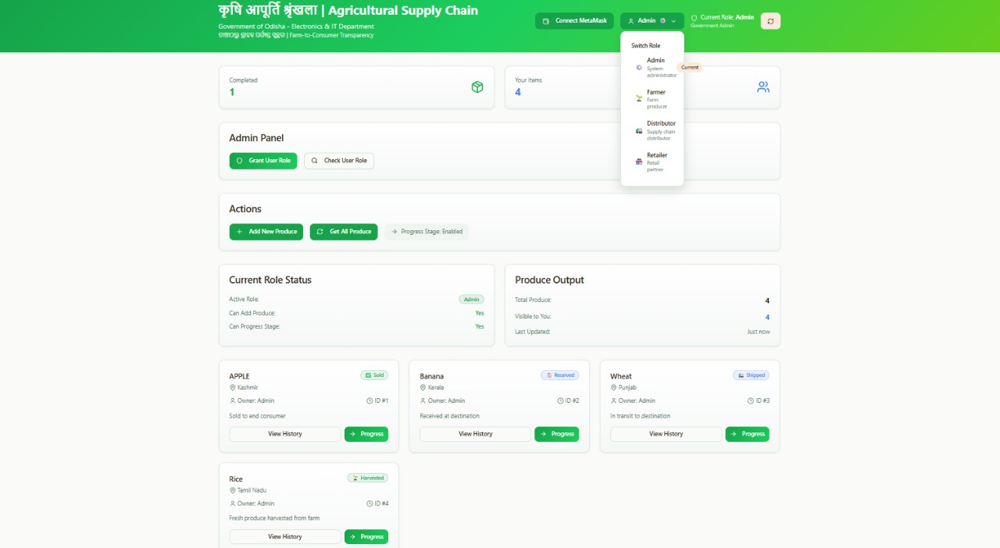 कृषि आपूर्ति श्रृंखला | Agricultural Supply Chain
Government of Odisha - Electronics & IT Department
| Farm-to-Consumer Transparency
Connect MetaMask
Admin
Current Role: Admin
Government Admin
Switch Role
Admin
System
administrator
Current
Farmer
Farm
producer
Distributor
Supply chain
distributor
Retailer
Retail
partner
Completed
1
Your Items
4
Admin Panel
Grant User Role
Check User Role
Actions
Add New Produce
Get All Produce
Progress Stage: Enabled
Current Role Status
Active Role:
Admin
Can Add Produce:
Yes
Can Progress Stage:
Yes
Produce Output
Total Produce:
4
Visible to You:
4
Last Updated:
Just now
APPLE
Sold
Kashmir
Owner: Admin
ID #1
Sold to end consumer
View History
Progress
Banana
Received
Kerala
Owner: Admin
ID #2
Received at destination
View History
Progress
Wheat
Shipped
Punjab
Owner: Admin
ID #3
In transit to destination
View History
Progress
Rice
Harvested
Tamil Nadu
Owner: Admin
ID #4
Fresh produce harvested from farm
View History
Progress